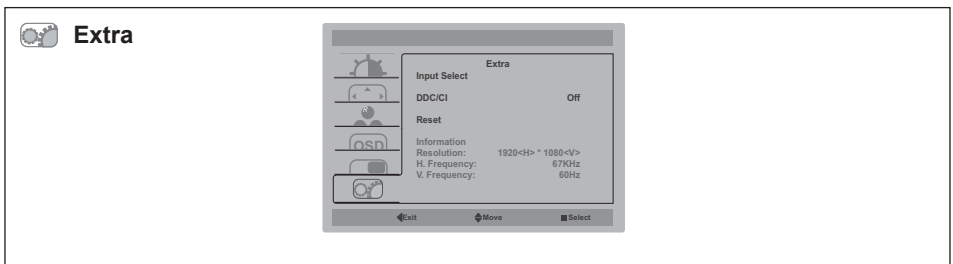 Extra
Extra
Input Select
DDC/CI Off
Reset
OSD
Information
Resolution: 1920<H> * 1080<V>
H. Frequency: 67KHz
V. Frequency: 60Hz
Exit Move Select